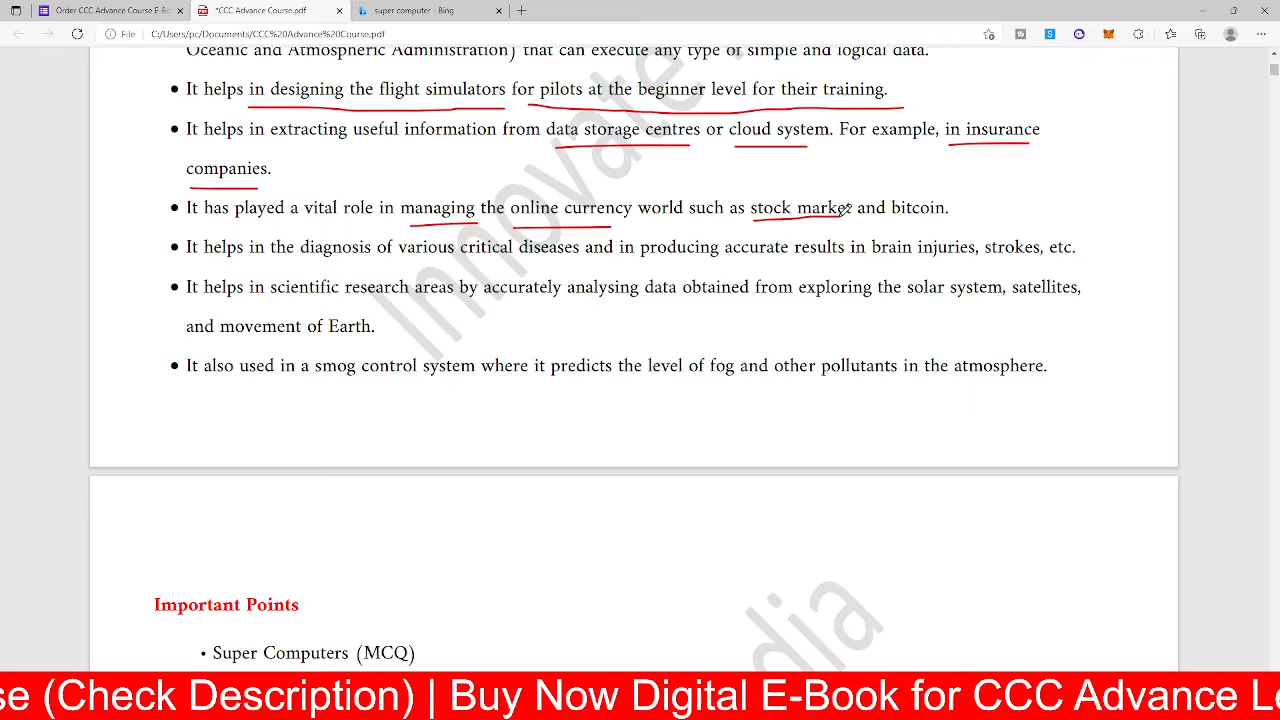 Order CCC Advance Course E-Bo
*CCC Advance Course.pdf
super computer - Bing
File
C:/Users/pc/Documents/CCC%20Advance%20Course.pdf
Oceanic and Atmospheric Administration) that can execute any type of simple and logical data.
• It helps in designing the flight simulators for pilots at the beginner level for their training.
• It helps in extracting useful information from data storage centres or cloud system. For example, in insurance
companies.
• It has played a vital role in managing the online currency world such as stock market and bitcoin.
• It helps in the diagnosis of various critical diseases and in producing accurate results in brain injuries, strokes, etc.
• It helps in scientific research areas by accurately analysing data obtained from exploring the solar system, satellites,
and movement of Earth.
• It also used in a smog control system where it predicts the level of fog and other pollutants in the atmosphere.
Innovate
Important Points
• Super Computers (MCQ)
dia
se (Check Description) | Buy Now Digital E-Book for CCC Advance Le